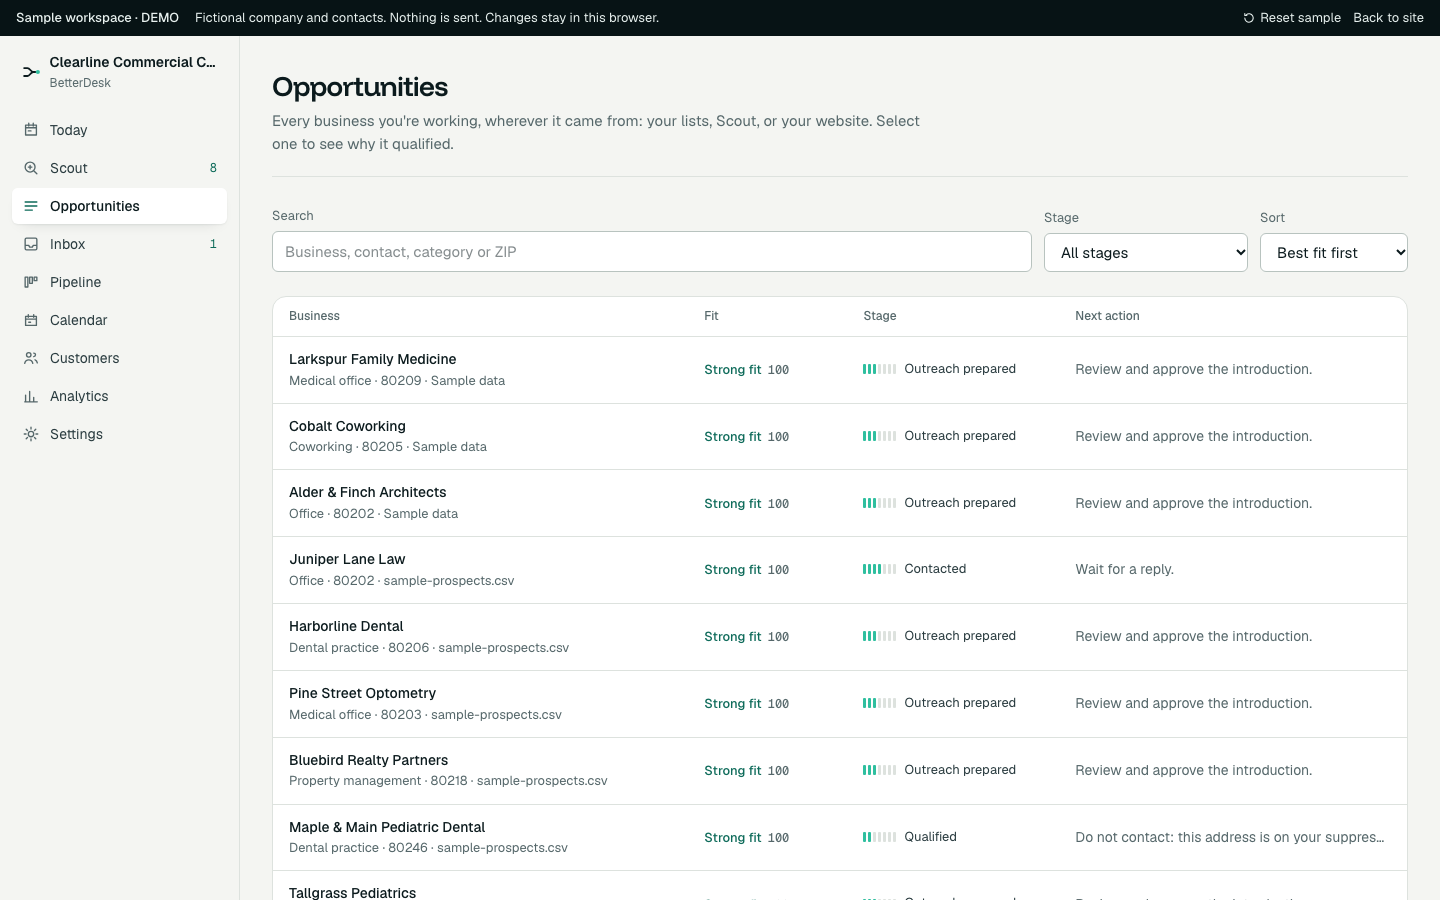 Sample workspace · DEMO Fictional company and contacts. Nothing is sent. Changes stay in this browser. Reset sample Back to site
Clearline Commercial C...
BetterDesk
Today
Scout 8
Opportunities
Inbox 1
Pipeline
Calendar
Customers
Analytics
Settings
Opportunities
Every business you're working, wherever it came from: your lists, Scout, or your website. Select
one to see why it qualified.
Search Stage Sort
Business, contact, category or ZIP All stages Best fit first
Business Fit Stage Next action
Larkspur Family Medicine
Medical office · 80209 · Sample data
Strong fit 100 Outreach prepared Review and approve the introduction.
Cobalt Coworking
Coworking · 80205 · Sample data
Strong fit 100 Outreach prepared Review and approve the introduction.
Alder & Finch Architects
Office · 80202 · Sample data
Strong fit 100 Outreach prepared Review and approve the introduction.
Juniper Lane Law
Office · 80202 · sample-prospects.csv
Strong fit 100 Contacted Wait for a reply.
Harborline Dental
Dental practice · 80206 · sample-prospects.csv
Strong fit 100 Outreach prepared Review and approve the introduction.
Pine Street Optometry
Medical office · 80203 · sample-prospects.csv
Strong fit 100 Outreach prepared Review and approve the introduction.
Bluebird Realty Partners
Property management · 80218 · sample-prospects.csv
Strong fit 100 Outreach prepared Review and approve the introduction.
Maple & Main Pediatric Dental
Dental practice · 80246 · sample-prospects.csv
Strong fit 100 Qualified Do not contact: this address is on your suppres...
Tallgrass Pediatrics